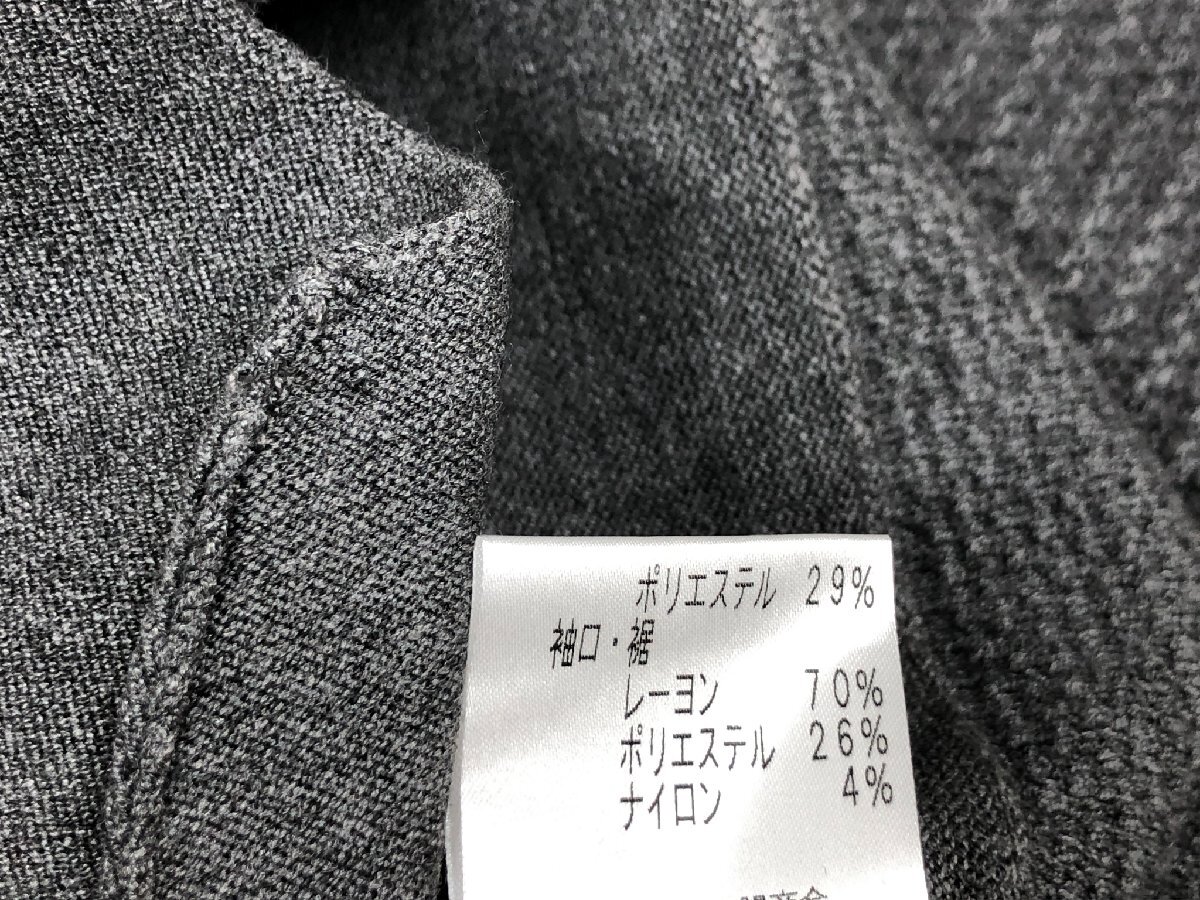 ポリエステル 29%
袖口・裾
レーヨン 70%
ポリエステル 26%
ナイロン 4%